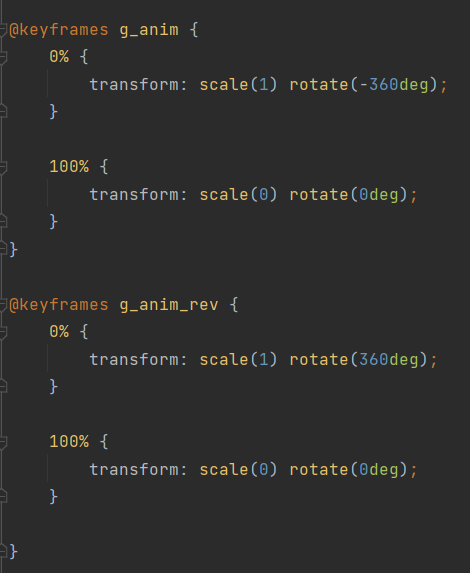 @keyframes g_anim {
    0% {
        transform: scale(1) rotate(-360deg);
    }

    100% {
        transform: scale(0) rotate(0deg);
    }
}

@keyframes g_anim_rev {
    0% {
        transform: scale(1) rotate(360deg);
    }

    100% {
        transform: scale(0) rotate(0deg);
    }

}